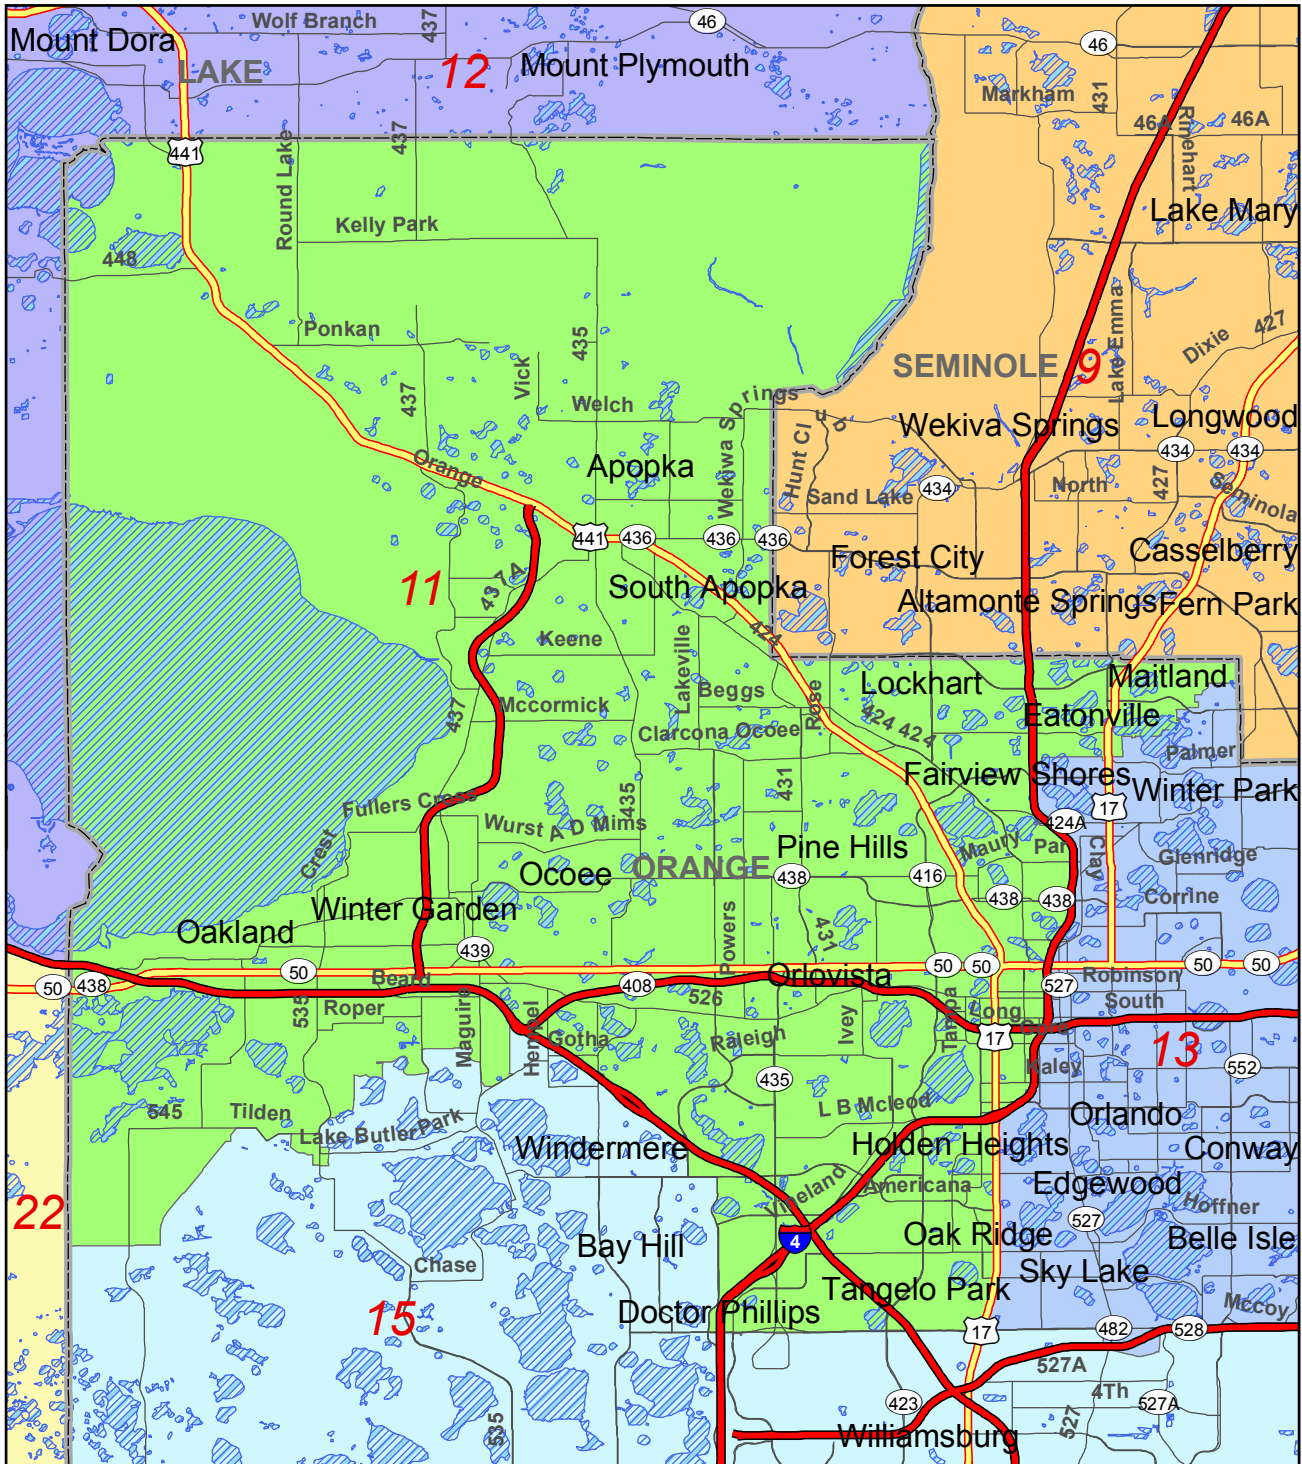 Wolf Branch
437
46
Mount Dora
46
LAKE
12
Mount Plymouth
Markham
431
46A
Rinehart
46A
437
441
Round Lake
Kelly Park
Lake Mary
448
Lake Emma
427
Ponkan
435
Dixie
Vick
SEMINOLE
9
437
Welch
Wekiwa Springs
Hunt Club
Wekiva Springs
Longwood
434
434
Orange
Apopka
Sand Lake
434
North
427
Seminola
441
436
436
436
Forest City
Casselberry
11
437A
South Apopka
Altamonte Springs
Fern Park
424
Keene
Lakeville
Beggs
Rose
Lockhart
Maitland
437
Mccormick
Clarcona Ocoee
424
424
Eatonville
Palmer
Fairview Shores
Winter Park
431
435
Fullers Cross
17
Wurst A D Mims
424A
Crest
Pine Hills
Maury
Par
Clay
Glenridge
Ocoee
ORANGE
438
416
438
438
Corrine
Winter Garden
Oakland
439
Powers
431
50
438
50
Beard
408
526
Orlovista
50
50
527
Robinson
50
50
535
Roper
Maguire
Hempel
Gotha
Raleigh
Ivey
Tampa
Long
17
Gore
South
13
Kaley
552
435
545
Tilden
L B Mcleod
Orlando
Lake Butler
Park
Windermere
Holden Heights
Conway
22
Vineland
Americana
Edgewood
Hoffner
527
Bay Hill
4
Oak Ridge
Belle Isle
Chase
Sky Lake
15
Doctor Phillips
Tangelo Park
Mccoy
17
482
528
527A
4Th
535
423
527
527A
Williamsburg